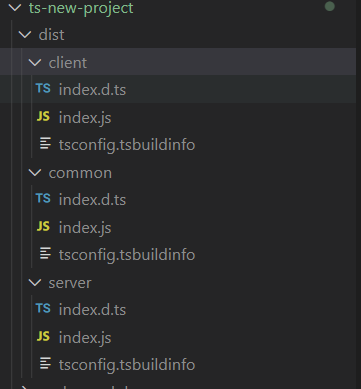 ts-new-project
dist
client
TS index.d.ts
JS index.js
tsconfig.tsbuildinfo
common
TS index.d.ts
JS index.js
tsconfig.tsbuildinfo
server
TS index.d.ts
JS index.js
tsconfig.tsbuildinfo